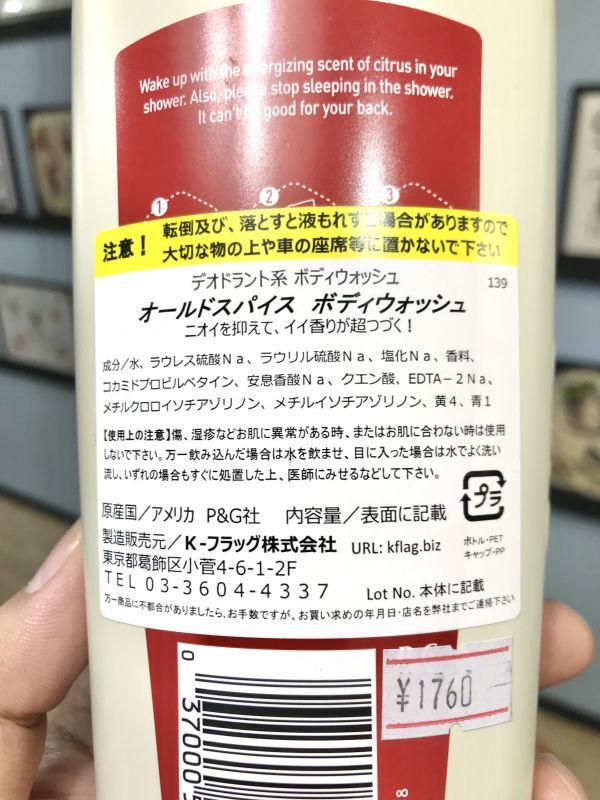 Wake up with the energizing scent of citrus in your
shower. Also, please stop sleeping in the shower.
It can't be good for your back.
1 2 3
注意! 転倒及び、落とすと液もれする場合がありますので
大切な物の上や車の座席等に置かないで下さい
デオドラント系 ボディウォッシュ 139
オールドスパイス ボディウォッシュ
ニオイを抑えて、イイ香りが超つづく!
成分/水、ラウレス硫酸Na、ラウリル硫酸Na、塩化Na、香料、
コカミドプロピルベタイン、安息香酸Na、クエン酸、EDTA-2Na、
メチルクロロイソチアゾリノン、メチルイソチアゾリノン、黄4、青1
【使用上の注意】傷、湿疹などお肌に異常がある時、またはお肌に合わない時は使用
しないで下さい。万一飲み込んだ場合は水を飲ませ、目に入った場合は水でよく洗い
流し、いずれの場合もすぐに処置した上、医師にみせるなどして下さい。
プラ
ボトル・PET
キャップ・PP
原産国/アメリカ P&G社 内容量/表面に記載
製造販売元/K-フラッグ株式会社 URL: kflag.biz
東京都葛飾区小菅4-6-1-2F
TEL 03-3604-4337 Lot No. 本体に記載
万一商品に不都合がありましたら、お手数ですが、お買い求めの年月日・店名を弊社までご連絡下さい
¥1760
0 37000
8